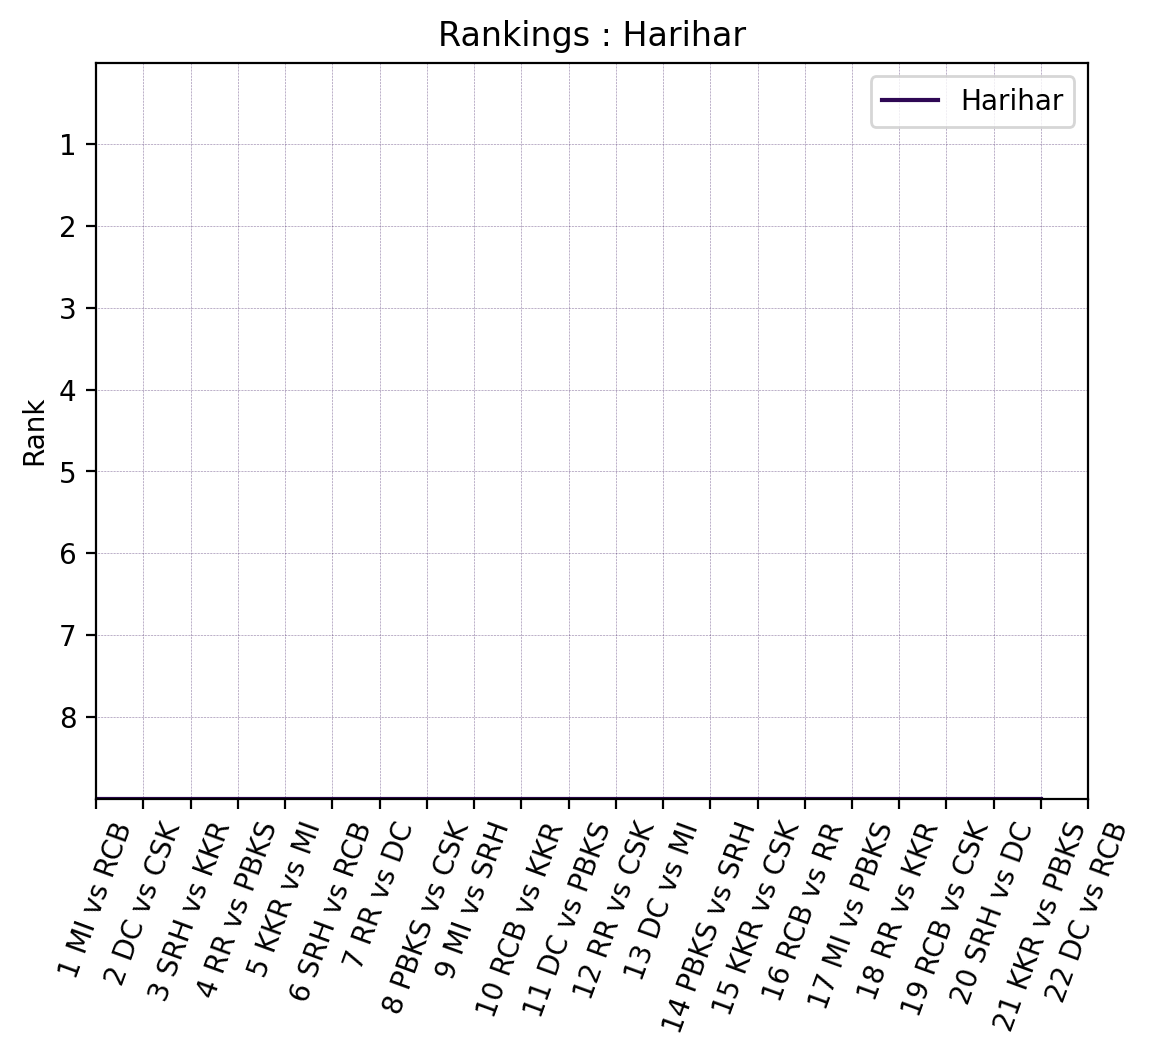 Rankings : Harihar
Harihar
Rank
1
2
3
4
5
6
7
8
1 MI vs RCB
2 DC vs CSK
3 SRH vs KKR
4 RR vs PBKS
5 KKR vs MI
6 SRH vs RCB
7 RR vs DC
8 PBKS vs CSK
9 MI vs SRH
10 RCB vs KKR
11 DC vs PBKS
12 RR vs CSK
13 DC vs MI
14 PBKS vs SRH
15 KKR vs CSK
16 RCB vs RR
17 MI vs PBKS
18 RR vs KKR
19 RCB vs CSK
20 SRH vs DC
21 KKR vs PBKS
22 DC vs RCB